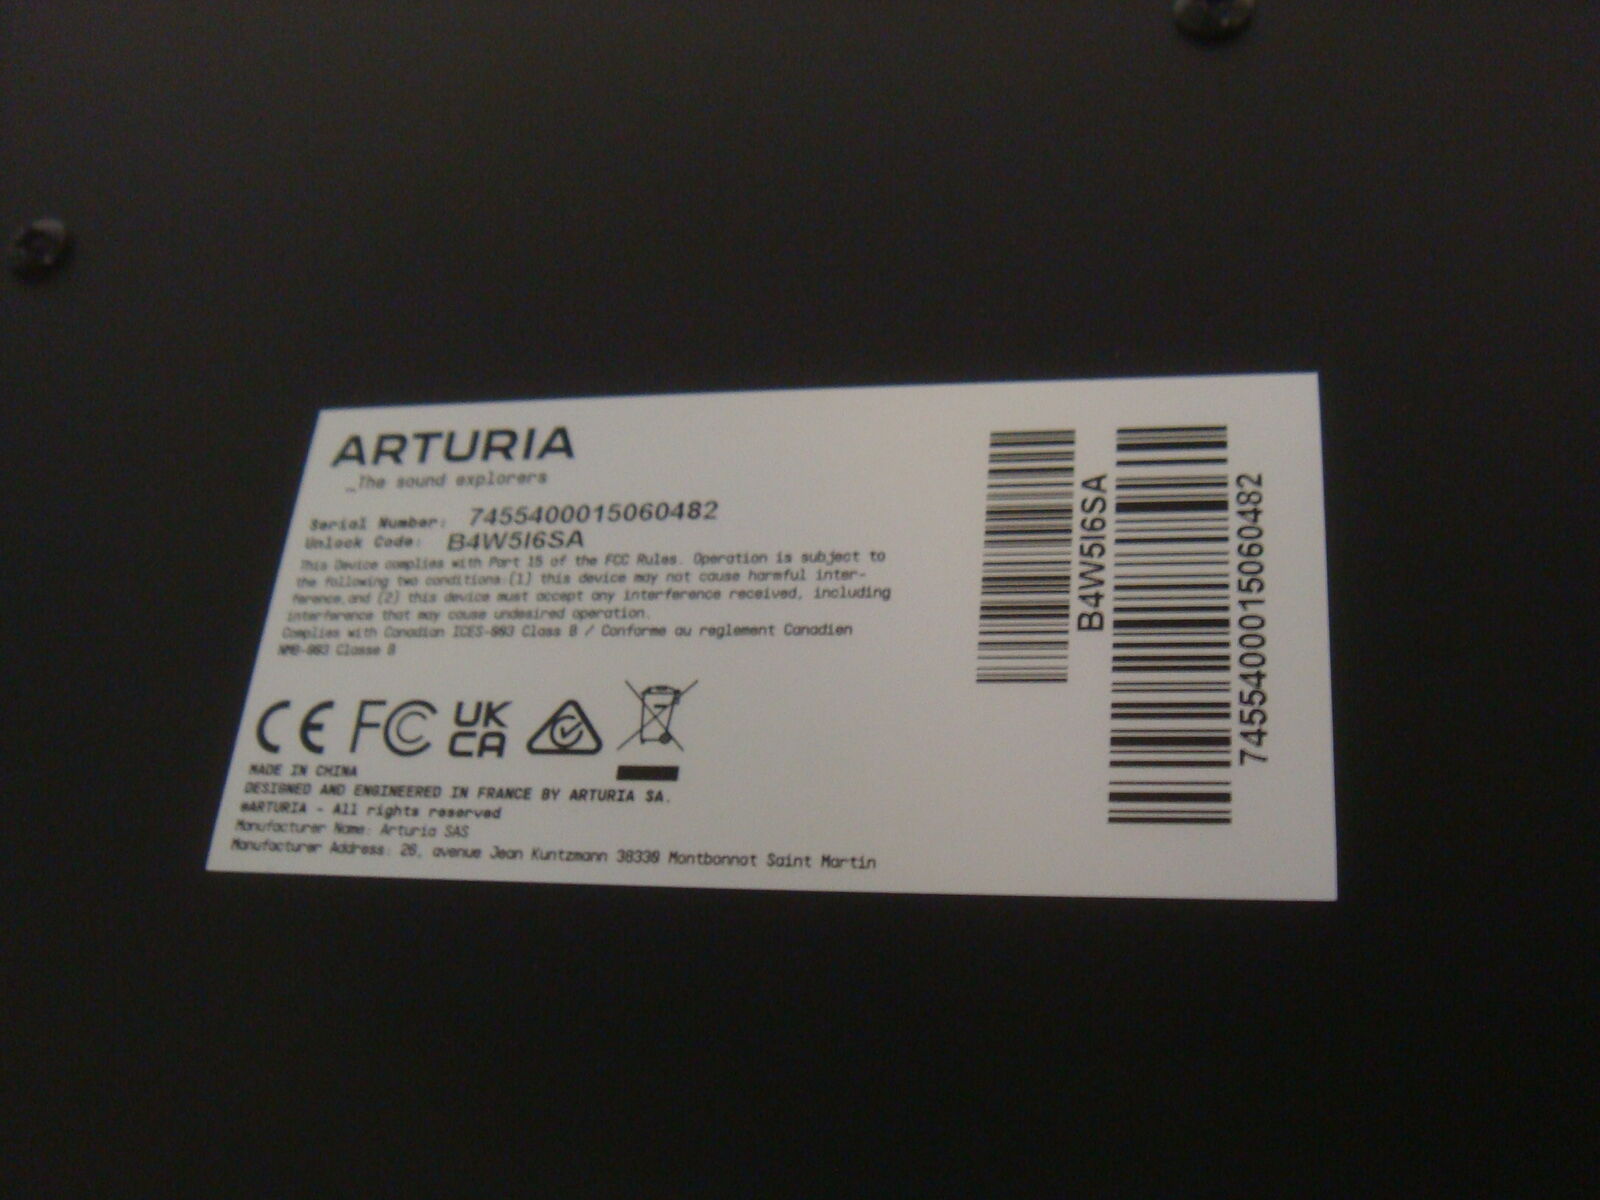 ARTURIA
_The sound explorers
Serial Number: 7455400015060482
Unlock Code: B4W5I6SA
This Device complies with Part 15 of the FCC Rules. Operation is subject to
the following two conditions:(1) this device may not cause harmful inter-
ference,and (2) this device must accept any interference received, including
interference that may cause undesired operation.
Complies with Canadian ICES-003 Class B / Conforme au reglement Canadien
NMB-003 Classe B
CE FC UK
CA
MADE IN CHINA
DESIGNED AND ENGINEERED IN FRANCE BY ARTURIA SA.
©ARTURIA - All rights reserved
Manufacturer Name: Arturia SAS
Manufacturer Address: 26, avenue Jean Kuntzmann 38330 Montbonnot Saint Martin
B4W5I6SA
7455400015060482